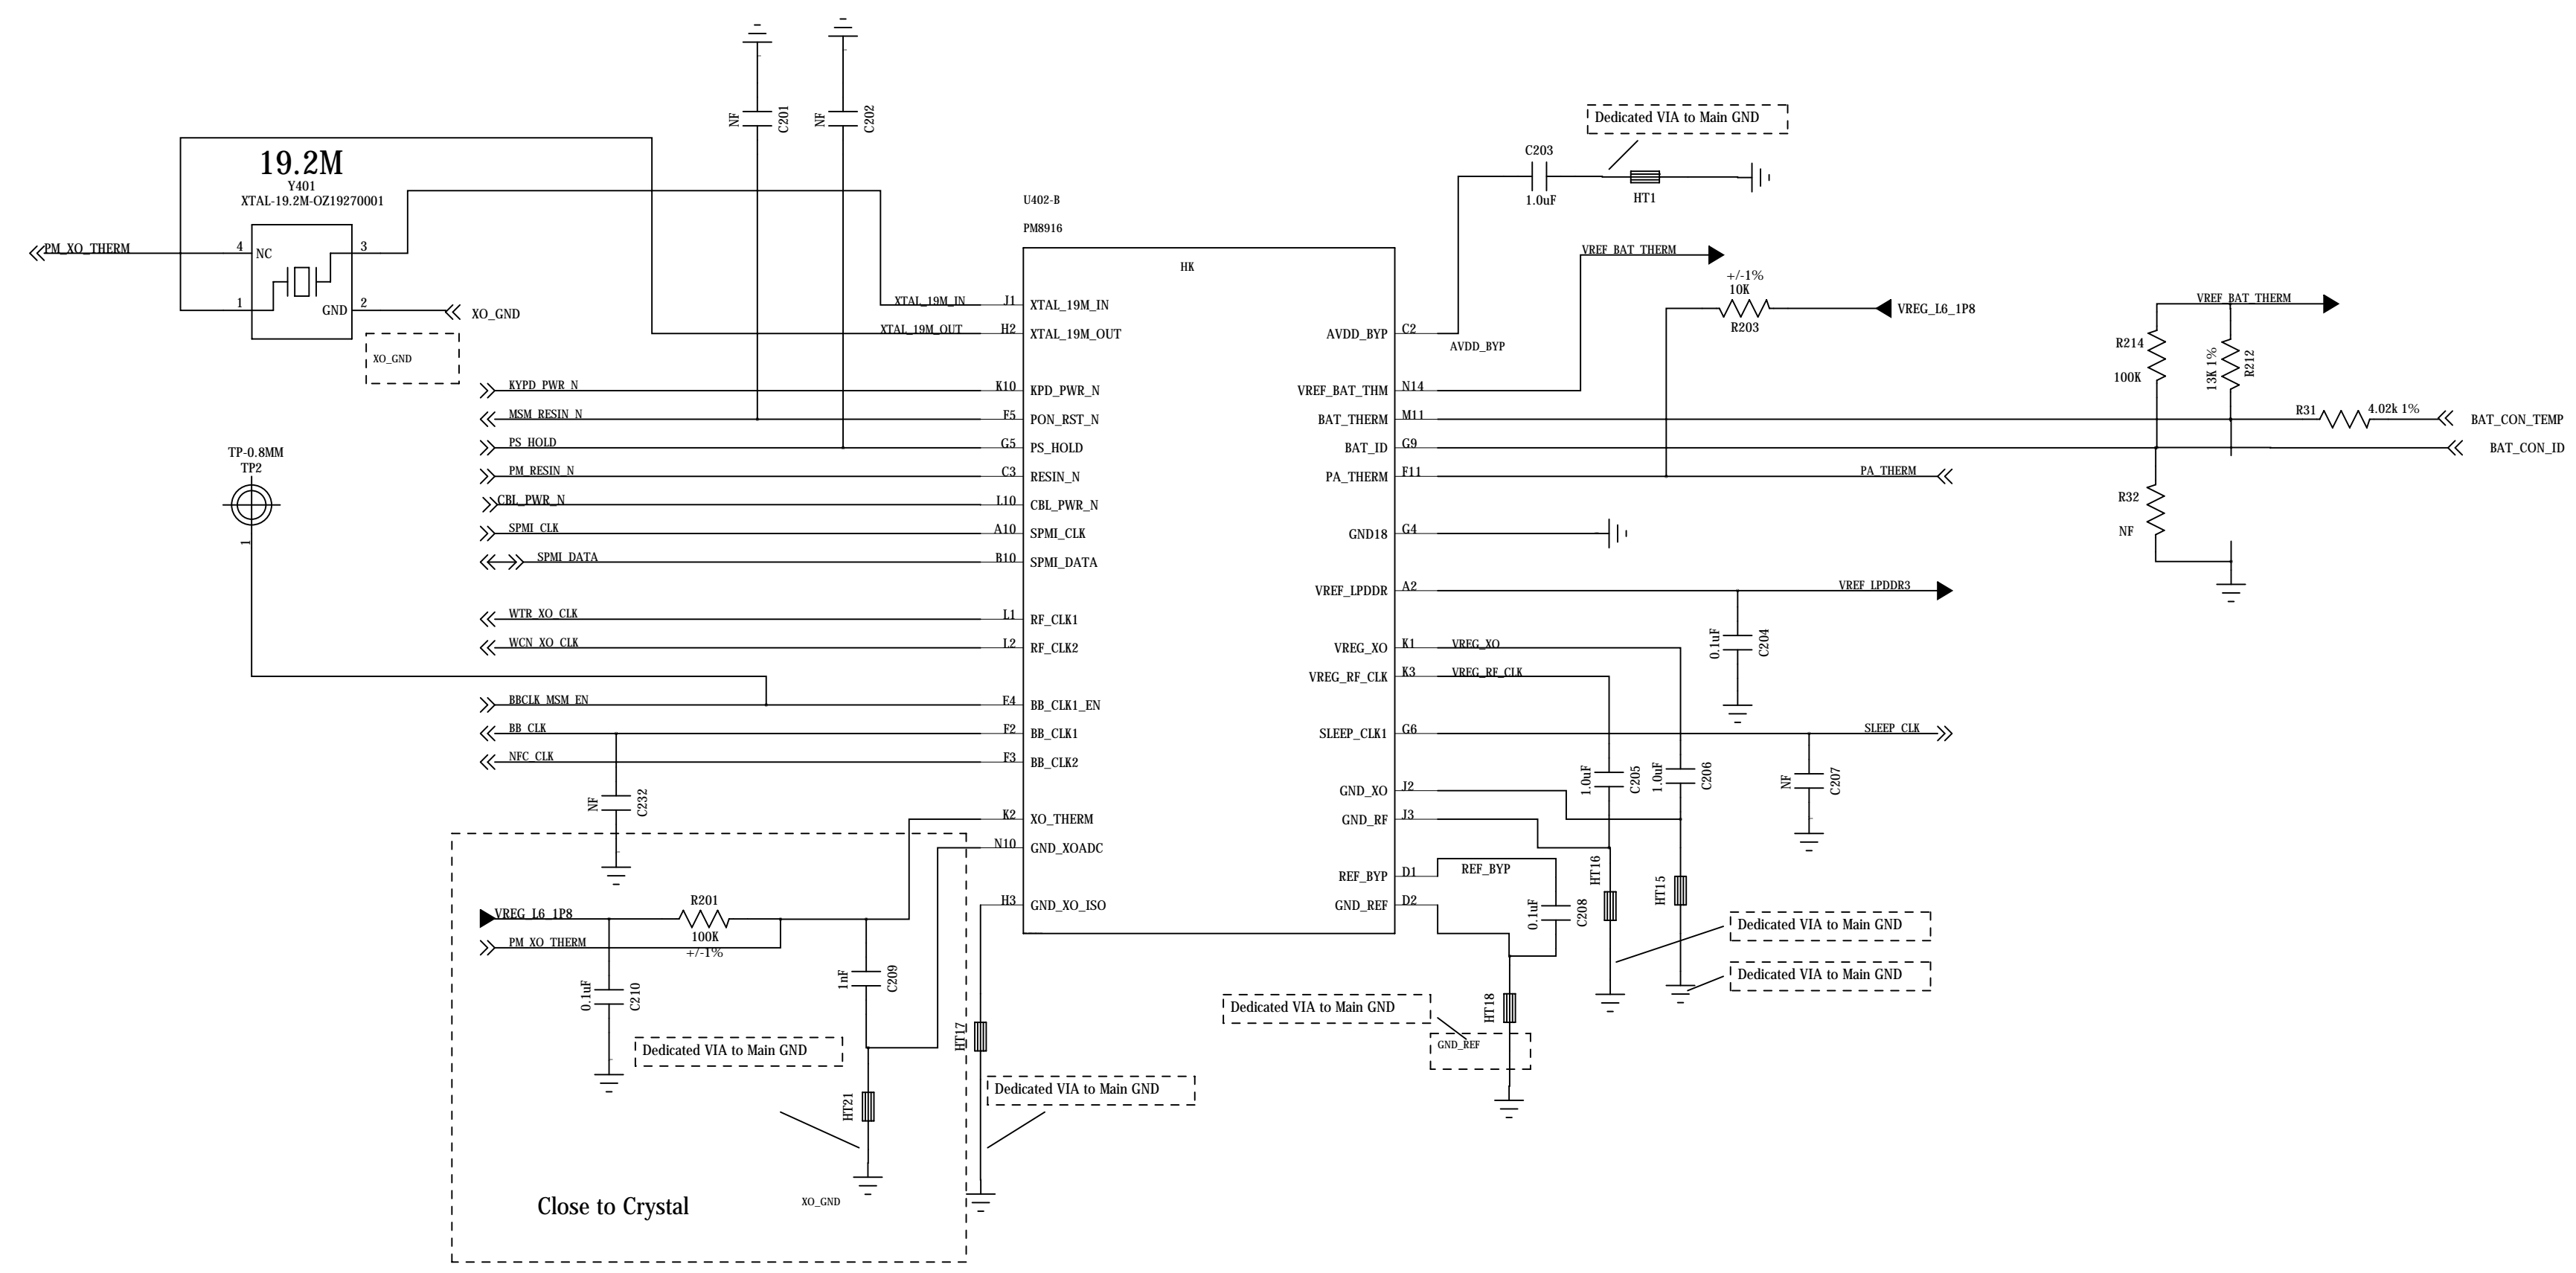 NF
C201
NF
C202
Dedicated VIA to Main GND
C203
1.0uF
HT1
19.2M
Y401
XTAL-19.2M-OZ19270001
PM_XO_THERM
4
NC
3
1
GND
2
XO_GND
XO_GND
U402-B
PM8916
HK
XTAL_19M_IN
J1
XTAL_19M_IN
XTAL_19M_OUT
H2
XTAL_19M_OUT
KYPD_PWR_N
K10
KPD_PWR_N
MSM_RESIN_N
F5
PON_RST_N
PS_HOLD
G5
PS_HOLD
PM_RESIN_N
C3
RESIN_N
CBL_PWR_N
L10
CBL_PWR_N
SPMI_CLK
A10
SPMI_CLK
SPMI_DATA
B10
SPMI_DATA
WTR_XO_CLK
L1
RF_CLK1
WCN_XO_CLK
L2
RF_CLK2
BBCLK_MSM_EN
E4
BB_CLK1_EN
BB_CLK
F2
BB_CLK1
NFC_CLK
F3
BB_CLK2
K2
XO_THERM
N10
GND_XOADC
H3
GND_XO_ISO
TP-0.8MM
TP2
1
NF
C232
VREG_L6_1P8
R201
100K
+/-1%
PM_XO_THERM
0.1uF
C210
1nF
C209
Dedicated VIA to Main GND
HT21
XO_GND
Close to Crystal
HT17
Dedicated VIA to Main GND
AVDD_BYP
C2
AVDD_BYP
VREF_BAT_THM
N14
VREF_BAT_THERM
BAT_THERM
M11
BAT_ID
G9
PA_THERM
F11
PA_THERM
GND18
G4
VREF_LPDDR
A2
VREF_LPDDR3
VREG_XO
K1
VREG_XO
VREG_RF_CLK
K3
VREG_RF_CLK
SLEEP_CLK1
G6
SLEEP_CLK
GND_XO
J2
GND_RF
J3
REF_BYP
D1
REF_BYP
GND_REF
D2
+/-1%
10K
R203
VREG_L6_1P8
VREF_BAT_THERM
R214
100K
13K 1%
R212
R31
4.02k 1%
BAT_CON_TEMP
BAT_CON_ID
R32
NF
0.1uF
C204
1.0uF
C205
1.0uF
C206
NF
C207
0.1uF
C208
HT16
HT15
HT18
Dedicated VIA to Main GND
Dedicated VIA to Main GND
Dedicated VIA to Main GND
GND_REF